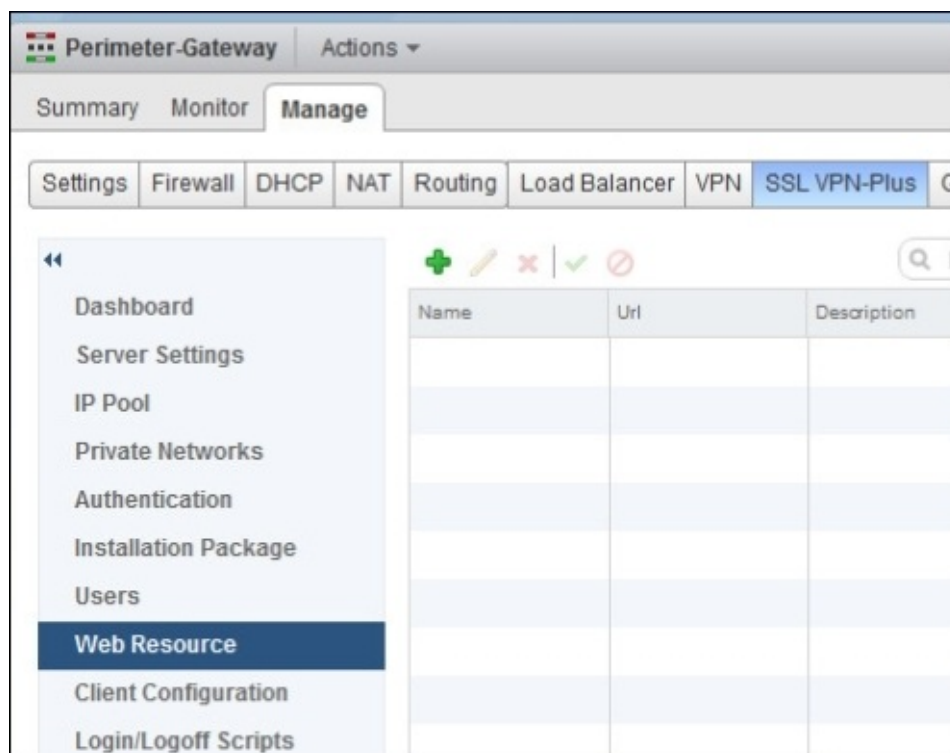 Perimeter-Gateway Actions
Summary Monitor Manage
Settings Firewall DHCP NAT Routing Load Balancer VPN SSL VPN-Plus
Name Url Description
Dashboard
Server Settings
IP Pool
Private Networks
Authentication
Installation Package
Users
Web Resource
Client Configuration
Login/Logoff Scripts